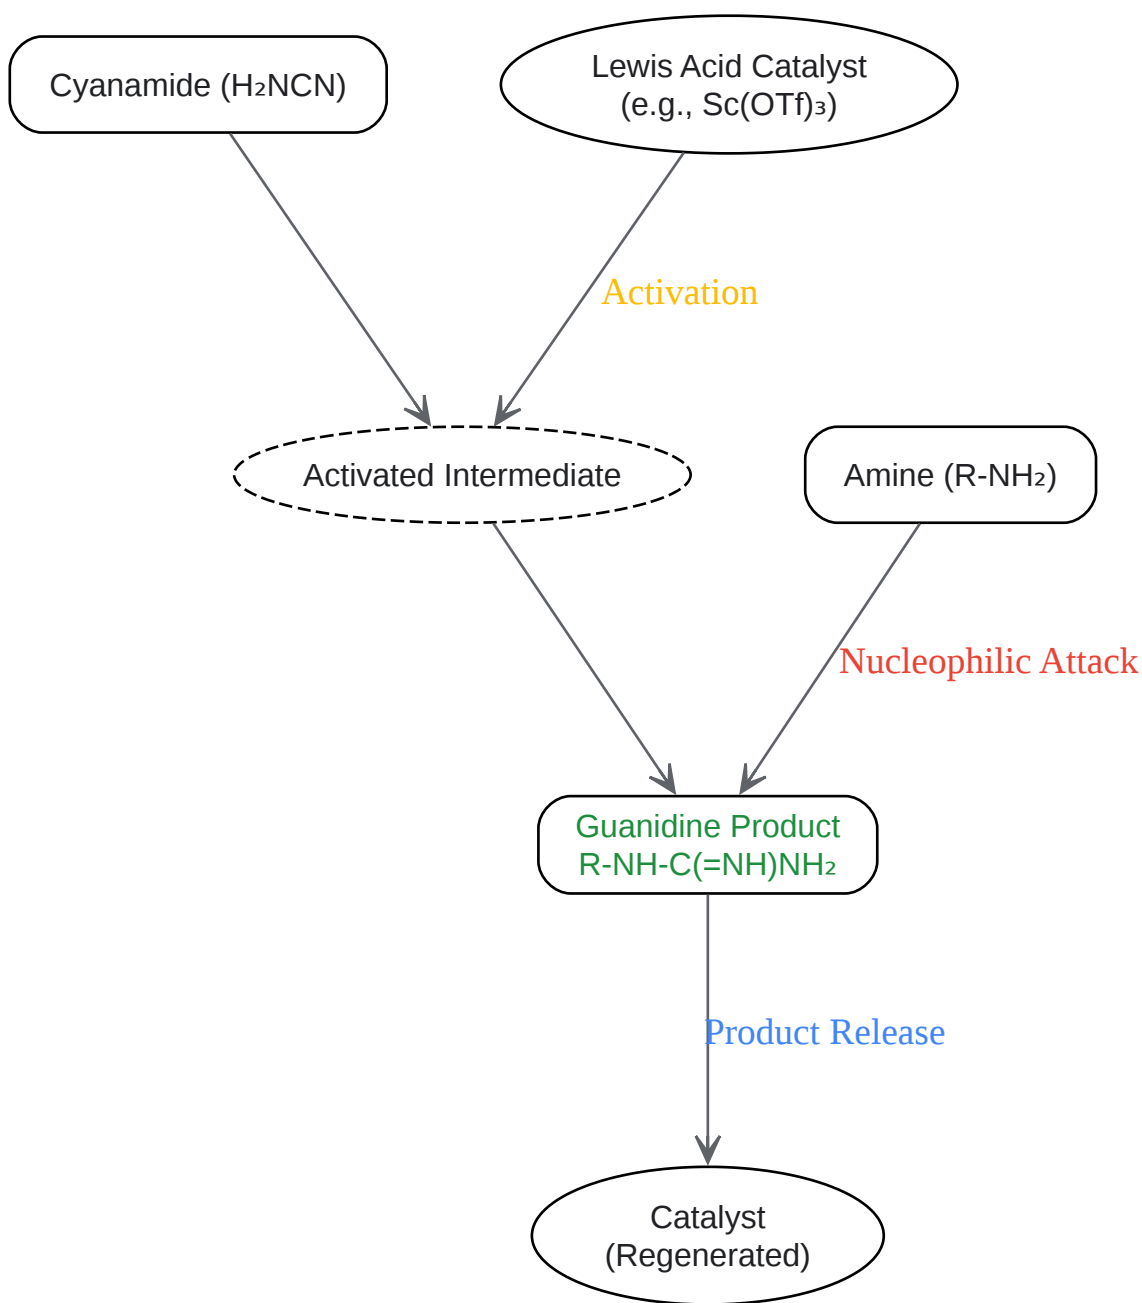 Cyanamide (H₂NCN)
Lewis Acid Catalyst
(e.g., Sc(OTf)₃)
Activation
Activated Intermediate
Amine (R-NH₂)
Nucleophilic Attack
Guanidine Product
R-NH-C(=NH)NH₂
Product Release
Catalyst
(Regenerated)